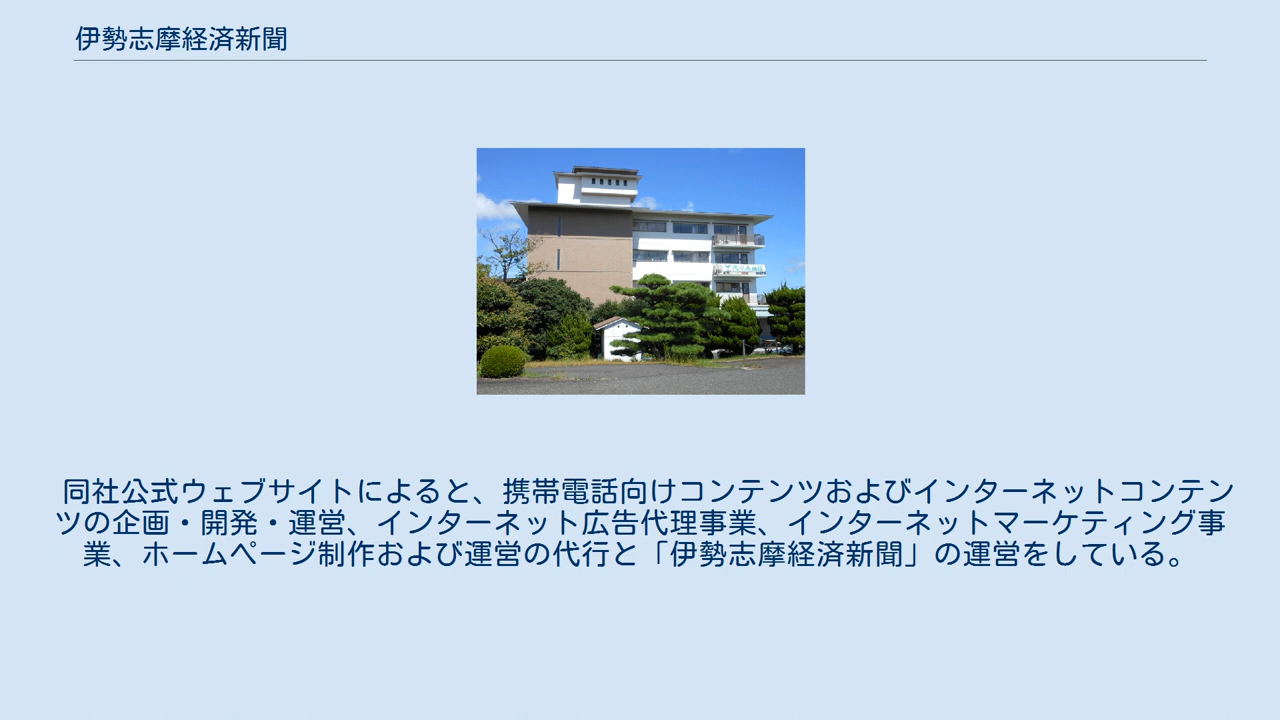 伊勢志摩経済新聞
同社公式ウェブサイトによると、携帯電話向けコンテンツおよびインターネットコンテン
ツの企画・開発・運営、インターネット広告代理事業、インターネットマーケティング事
業、ホームページ制作および運営の代行と「伊勢志摩経済新聞」の運営をしている。